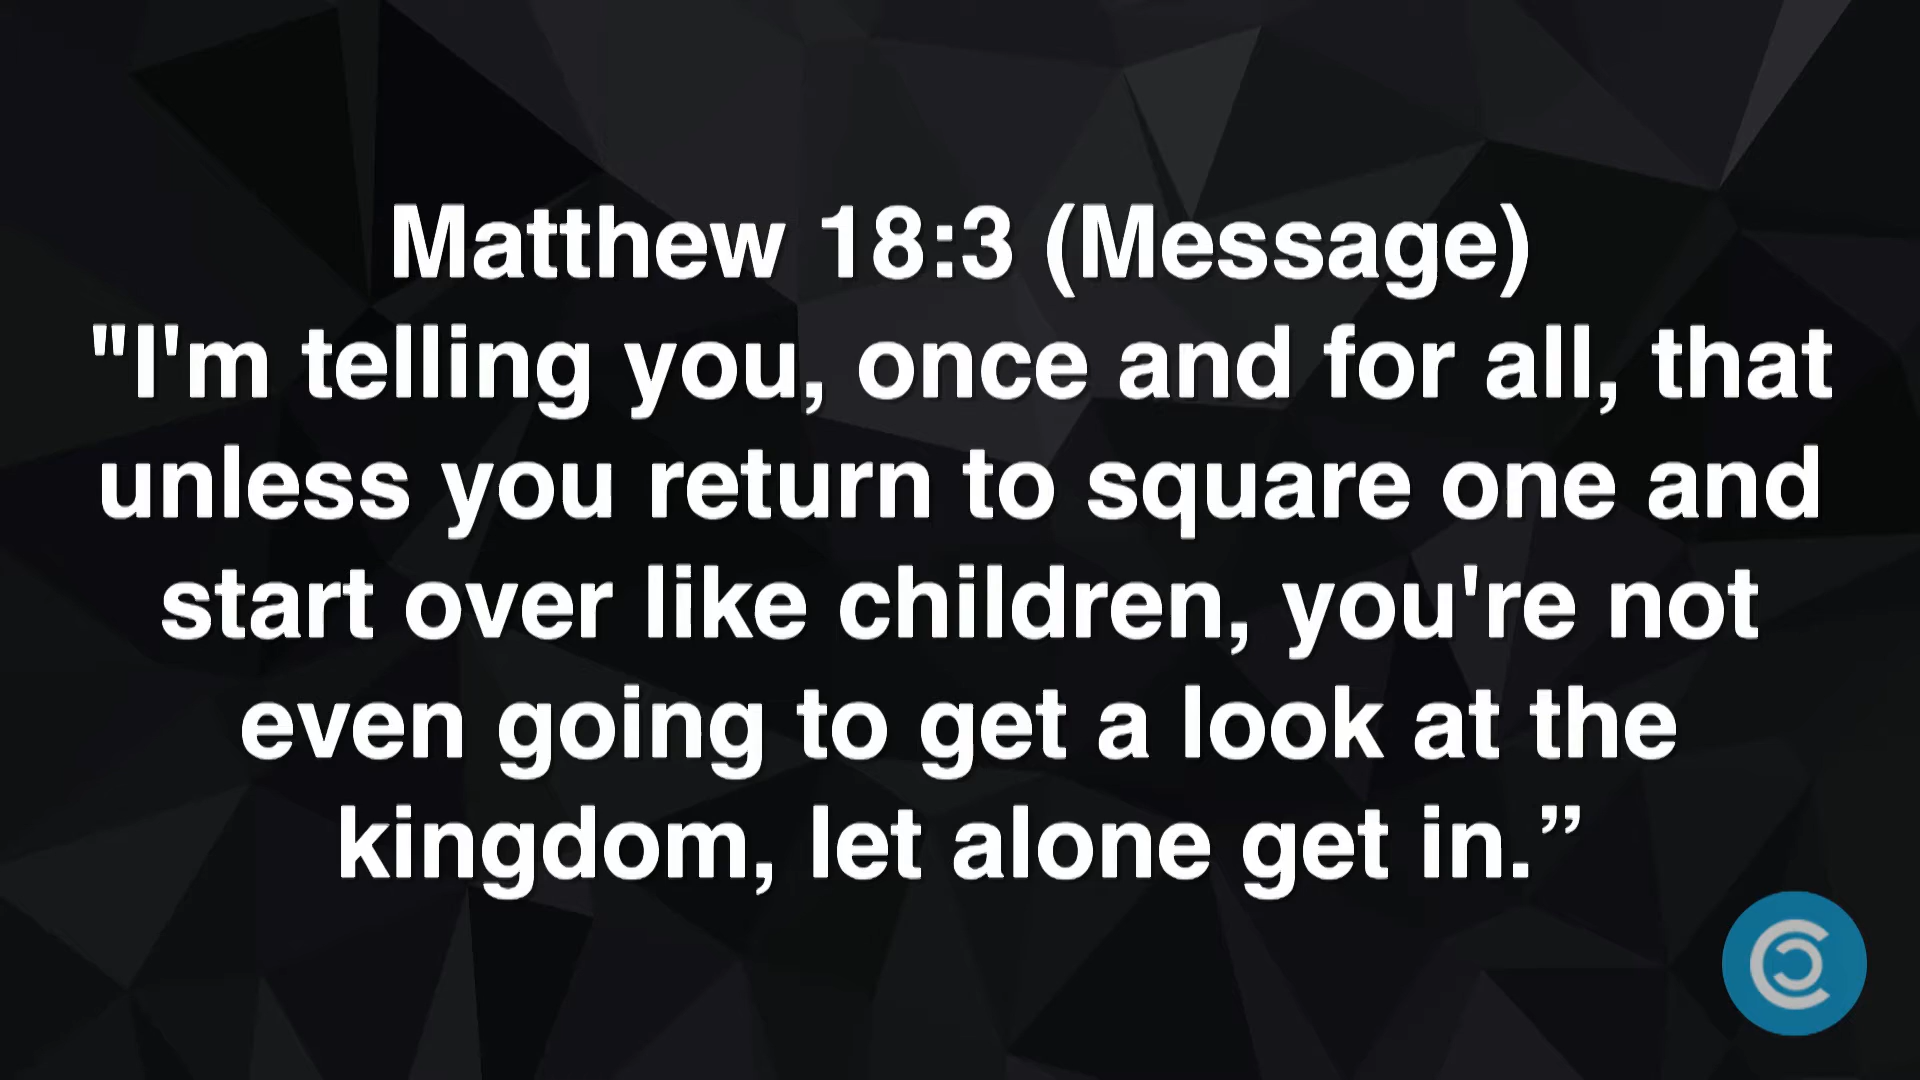 Matthew 18:3 (Message)
"I'm telling you, once and for all, that
unless you return to square one and
start over like children, you're not
even going to get a look at the
kingdom, let alone get in.”